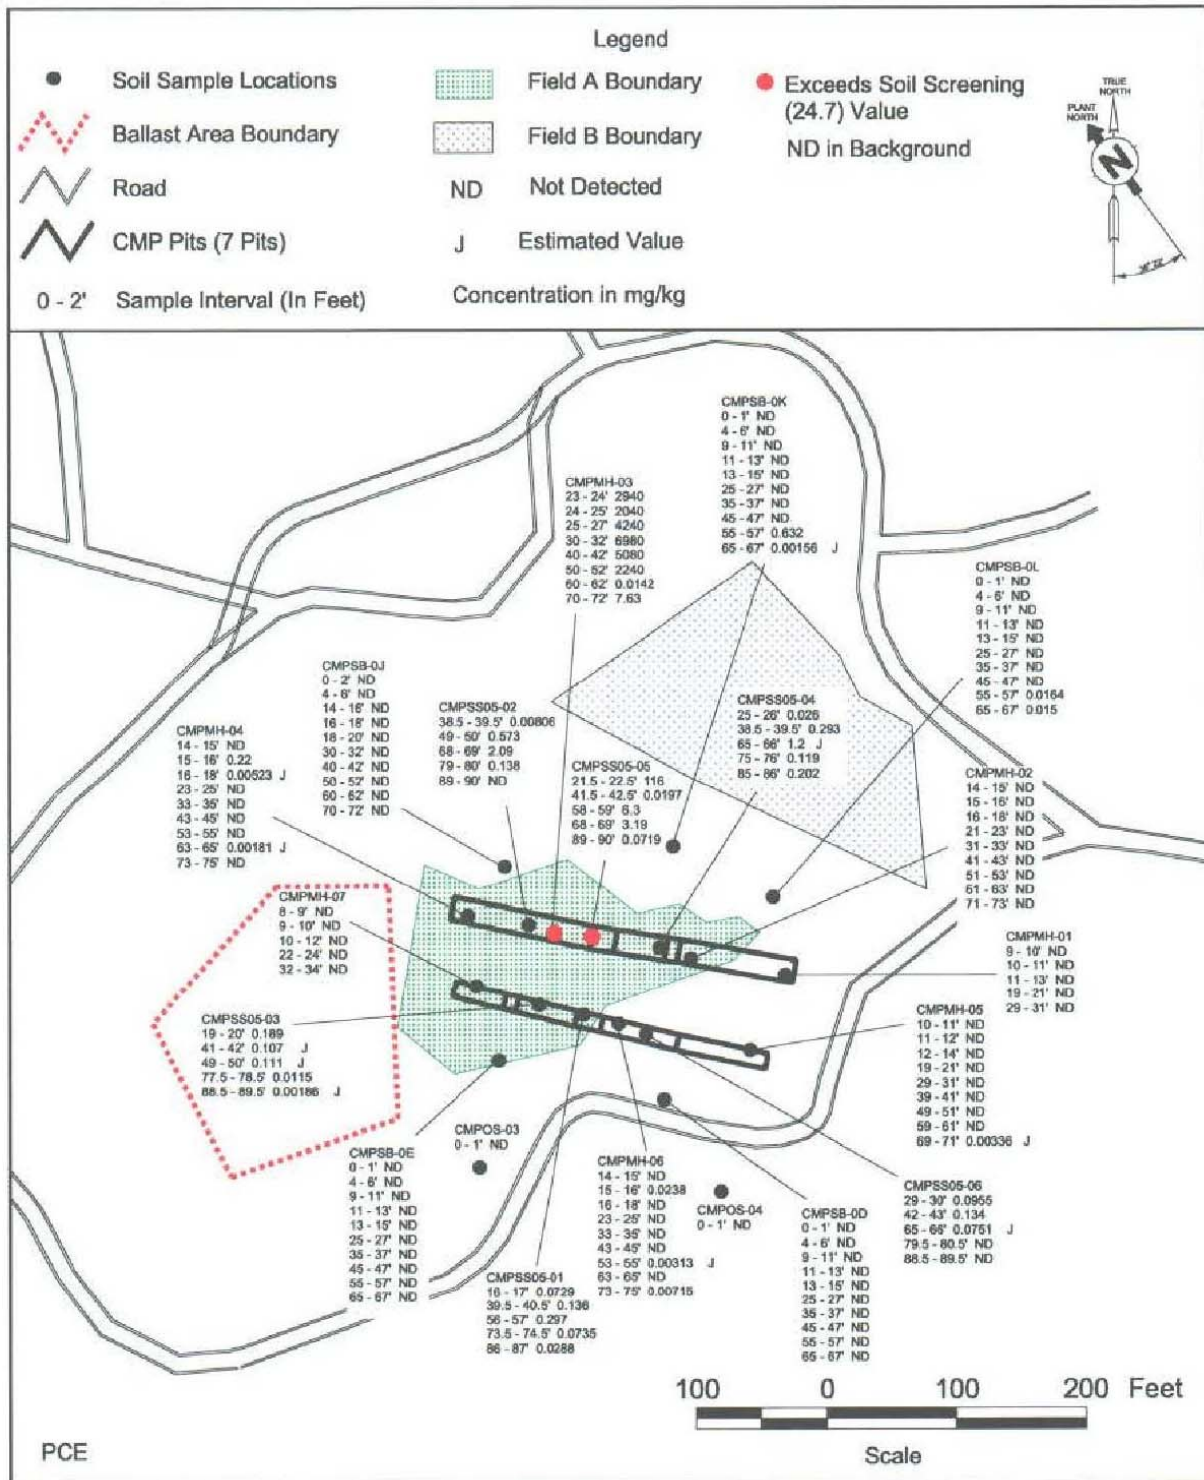 Legend
Soil Sample Locations
Ballast Area Boundary
Road
CMP Pits (7 Pits)
0 - 2' Sample Interval (In Feet)
Field A Boundary
Field B Boundary
ND Not Detected
J Estimated Value
Concentration in mg/kg
Exceeds Soil Screening
(24.7) Value
ND in Background
TRUE
NORTH
PLANT
NORTH
N
CMPSB-0K
0 - 1' ND
4 - 6' ND
9 - 11' ND
11 - 13' ND
13 - 15' ND
25 - 27' ND
35 - 37' ND
45 - 47' ND
55 - 57' 0.632
65 - 67' 0.00156 J
CMPMH-03
23 - 24' 2940
24 - 25' 2040
25 - 27' 4240
30 - 32' 6980
40 - 42' 5080
50 - 52' 2240
60 - 62' 0.0142
70 - 72' 7.63
CMPSB-0L
0 - 1' ND
4 - 6' ND
9 - 11' ND
11 - 13' ND
13 - 15' ND
25 - 27' ND
35 - 37' ND
45 - 47' ND
55 - 57' 0.0164
65 - 67' 0.015
CMPSB-0J
0 - 2' ND
4 - 6' ND
14 - 16' ND
16 - 18' ND
18 - 20' ND
30 - 32' ND
40 - 42' ND
50 - 52' ND
60 - 62' ND
70 - 72' ND
CMPSS05-02
38.5 - 39.5' 0.00806
49 - 50' 0.573
68 - 69' 2.09
79 - 80' 0.138
89 - 90' ND
CMPSS05-04
25 - 26' 0.026
38.5 - 39.5' 0.293
65 - 66' 1.2 J
75 - 76' 0.119
85 - 86' 0.202
CMPMH-04
14 - 15' ND
15 - 16' 0.22
16 - 18' 0.00523 J
23 - 25' ND
33 - 35' ND
43 - 45' ND
53 - 55' ND
63 - 65' 0.00181 J
73 - 75' ND
CMPSS05-05
21.5 - 22.5' 116
41.5 - 42.5' 0.0197
58 - 59' 6.3
68 - 69' 3.19
89 - 90' 0.0719
CMPMH-02
14 - 15' ND
15 - 16' ND
16 - 18' ND
21 - 23' ND
31 - 33' ND
41 - 43' ND
51 - 53' ND
61 - 63' ND
71 - 73' ND
CMPMH-07
8 - 9' ND
9 - 10' ND
10 - 12' ND
22 - 24' ND
32 - 34' ND
CMPMH-01
9 - 10' ND
10 - 11' ND
11 - 13' ND
19 - 21' ND
29 - 31' ND
CMPSS05-03
19 - 20' 0.189
41 - 42' 0.107 J
49 - 50' 0.111 J
77.5 - 78.5' 0.0115
88.5 - 89.5' 0.00186 J
CMPMH-05
10 - 11' ND
11 - 12' ND
12 - 14' ND
19 - 21' ND
29 - 31' ND
39 - 41' ND
49 - 51' ND
59 - 61' ND
69 - 71' 0.00336 J
CMPOS-03
0 - 1' ND
CMPSB-0E
0 - 1' ND
4 - 6' ND
9 - 11' ND
11 - 13' ND
13 - 15' ND
25 - 27' ND
35 - 37' ND
45 - 47' ND
55 - 57' ND
65 - 67' ND
CMPMH-06
14 - 15' ND
15 - 16' 0.0238
16 - 18' ND
23 - 25' ND
33 - 35' ND
43 - 45' ND
53 - 55' 0.00313 J
63 - 65' ND
73 - 75' 0.00715
CMPOS-04
0 - 1' ND
CMPSS05-06
29 - 30' 0.0955
42 - 43' 0.134
65 - 66' 0.0751 J
79.5 - 80.5' ND
88.5 - 89.5' ND
CMPSB-0D
0 - 1' ND
4 - 6' ND
9 - 11' ND
11 - 13' ND
13 - 15' ND
25 - 27' ND
35 - 37' ND
45 - 47' ND
55 - 57' ND
65 - 67' ND
CMPSS05-01
16 - 17' 0.0729
39.5 - 40.5' 0.136
56 - 57' 0.297
73.5 - 74.5' 0.0735
86 - 87' 0.0288
100 0 100 200 Feet
Scale
PCE